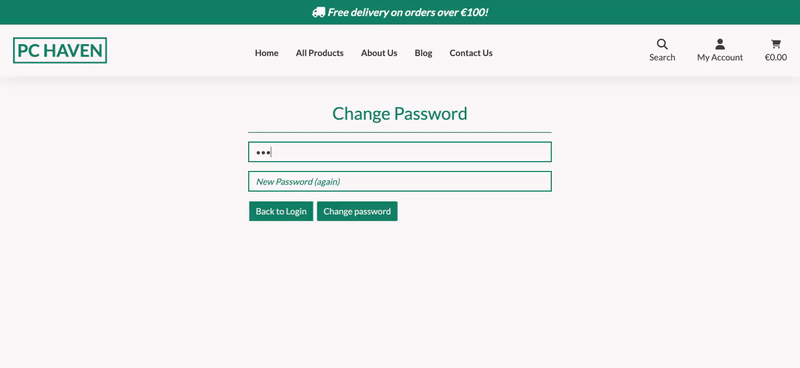 Free delivery on orders over €100!
PC HAVEN
Home All Products About Us Blog Contact Us
Search My Account €0.00
Change Password
•••
New Password (again)
Back to Login Change password